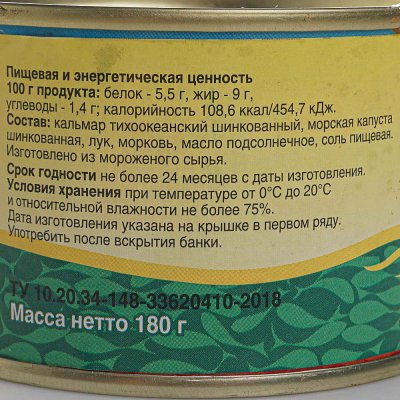 Пищевая и энергетическая ценность
100 г продукта: белок - 5,5 г, жир - 9 г,
углеводы - 1,4 г; калорийность 108,6 ккал/454,7 кДж.
Состав: кальмар тихоокеанский шинкованный, морская капуста
шинкованная, лук, морковь, масло подсолнечное, соль пищевая.
Изготовлено из мороженого сырья.
Срок годности не более 24 месяцев с даты изготовления.
Условия хранения при температуре от 0°С до 20°С
и относительной влажности не более 75%.
Дата изготовления указана на крышке в первом ряду.
Употребить после вскрытия банки.
ТУ 10.20.34-148-33620410-2018
Масса нетто 180 г